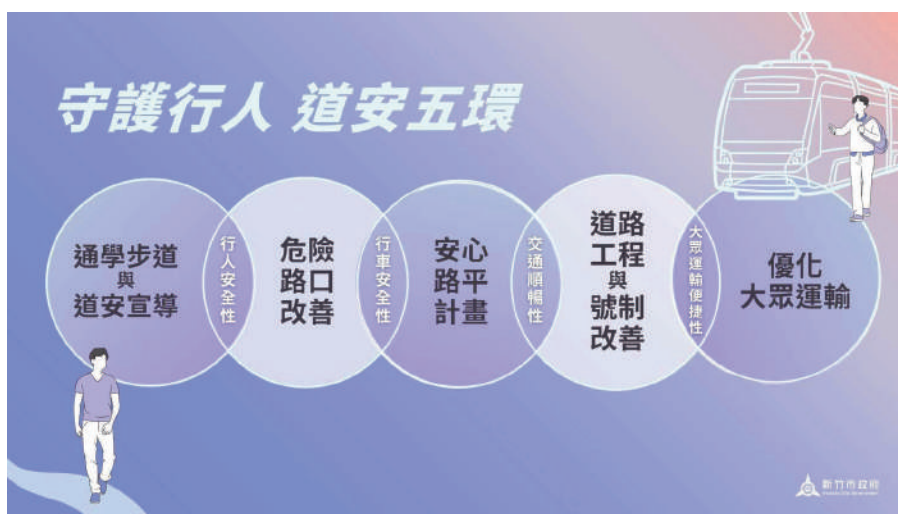 守護行人 道安五環
通學步道
與
道安宣導
行人安全性
危險
路口
改善
行車安全性
安心
路平
計畫
交通順暢性
道路
工程
與
號制
改善
大眾運輸便捷性
優化
大眾運輸
新竹市政府